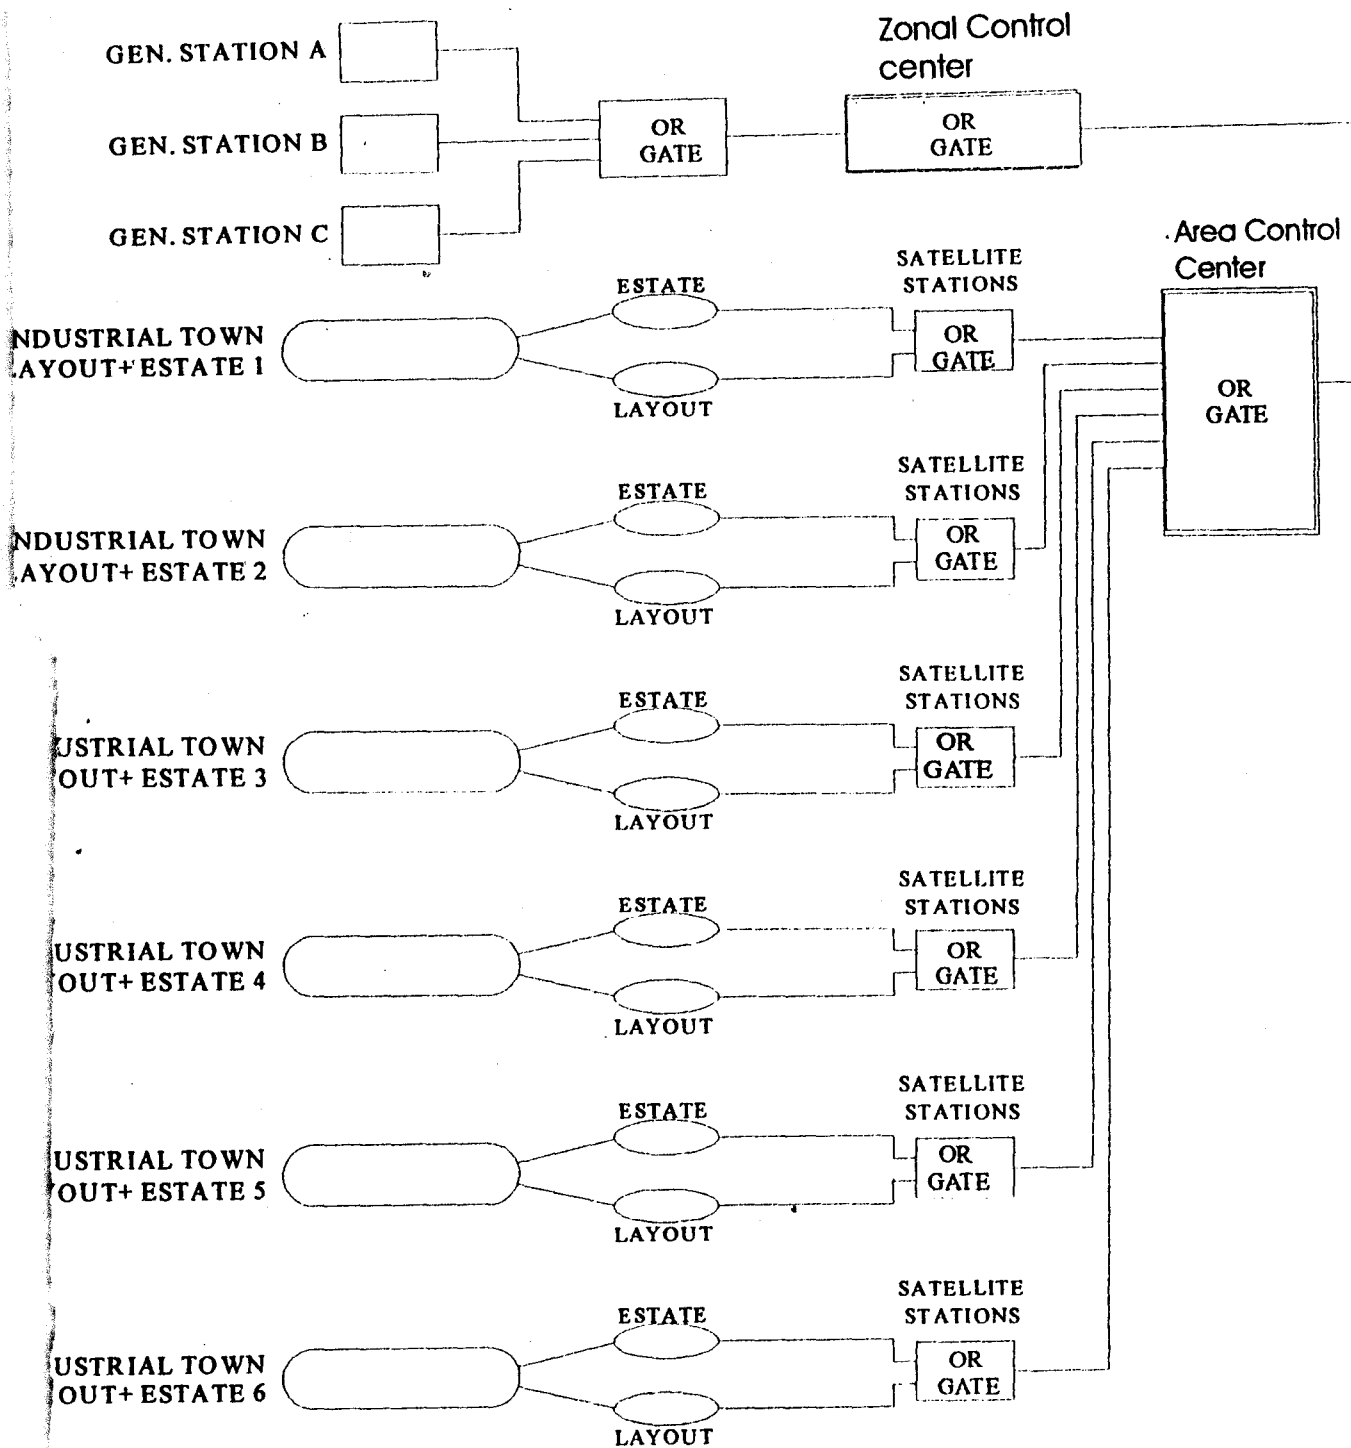 Zonal Control
center
GEN. STATION A
OR
GATE
OR
GATE
GEN. STATION B
GEN. STATION C
Area Control
Center
SATELLITE
STATIONS
ESTATE
NDUSTRIAL TOWN
AYOUT+ ESTATE 1
OR
GATE
LAYOUT
OR
GATE
SATELLITE
STATIONS
ESTATE
NDUSTRIAL TOWN
AYOUT+ ESTATE 2
OR
GATE
LAYOUT
SATELLITE
STATIONS
ESTATE
USTRIAL TOWN
OUT+ ESTATE 3
OR
GATE
LAYOUT
SATELLITE
STATIONS
ESTATE
USTRIAL TOWN
OUT+ ESTATE 4
OR
GATE
LAYOUT
SATELLITE
STATIONS
ESTATE
USTRIAL TOWN
OUT+ ESTATE 5
OR
GATE
LAYOUT
SATELLITE
STATIONS
ESTATE
USTRIAL TOWN
OUT+ ESTATE 6
OR
GATE
LAYOUT